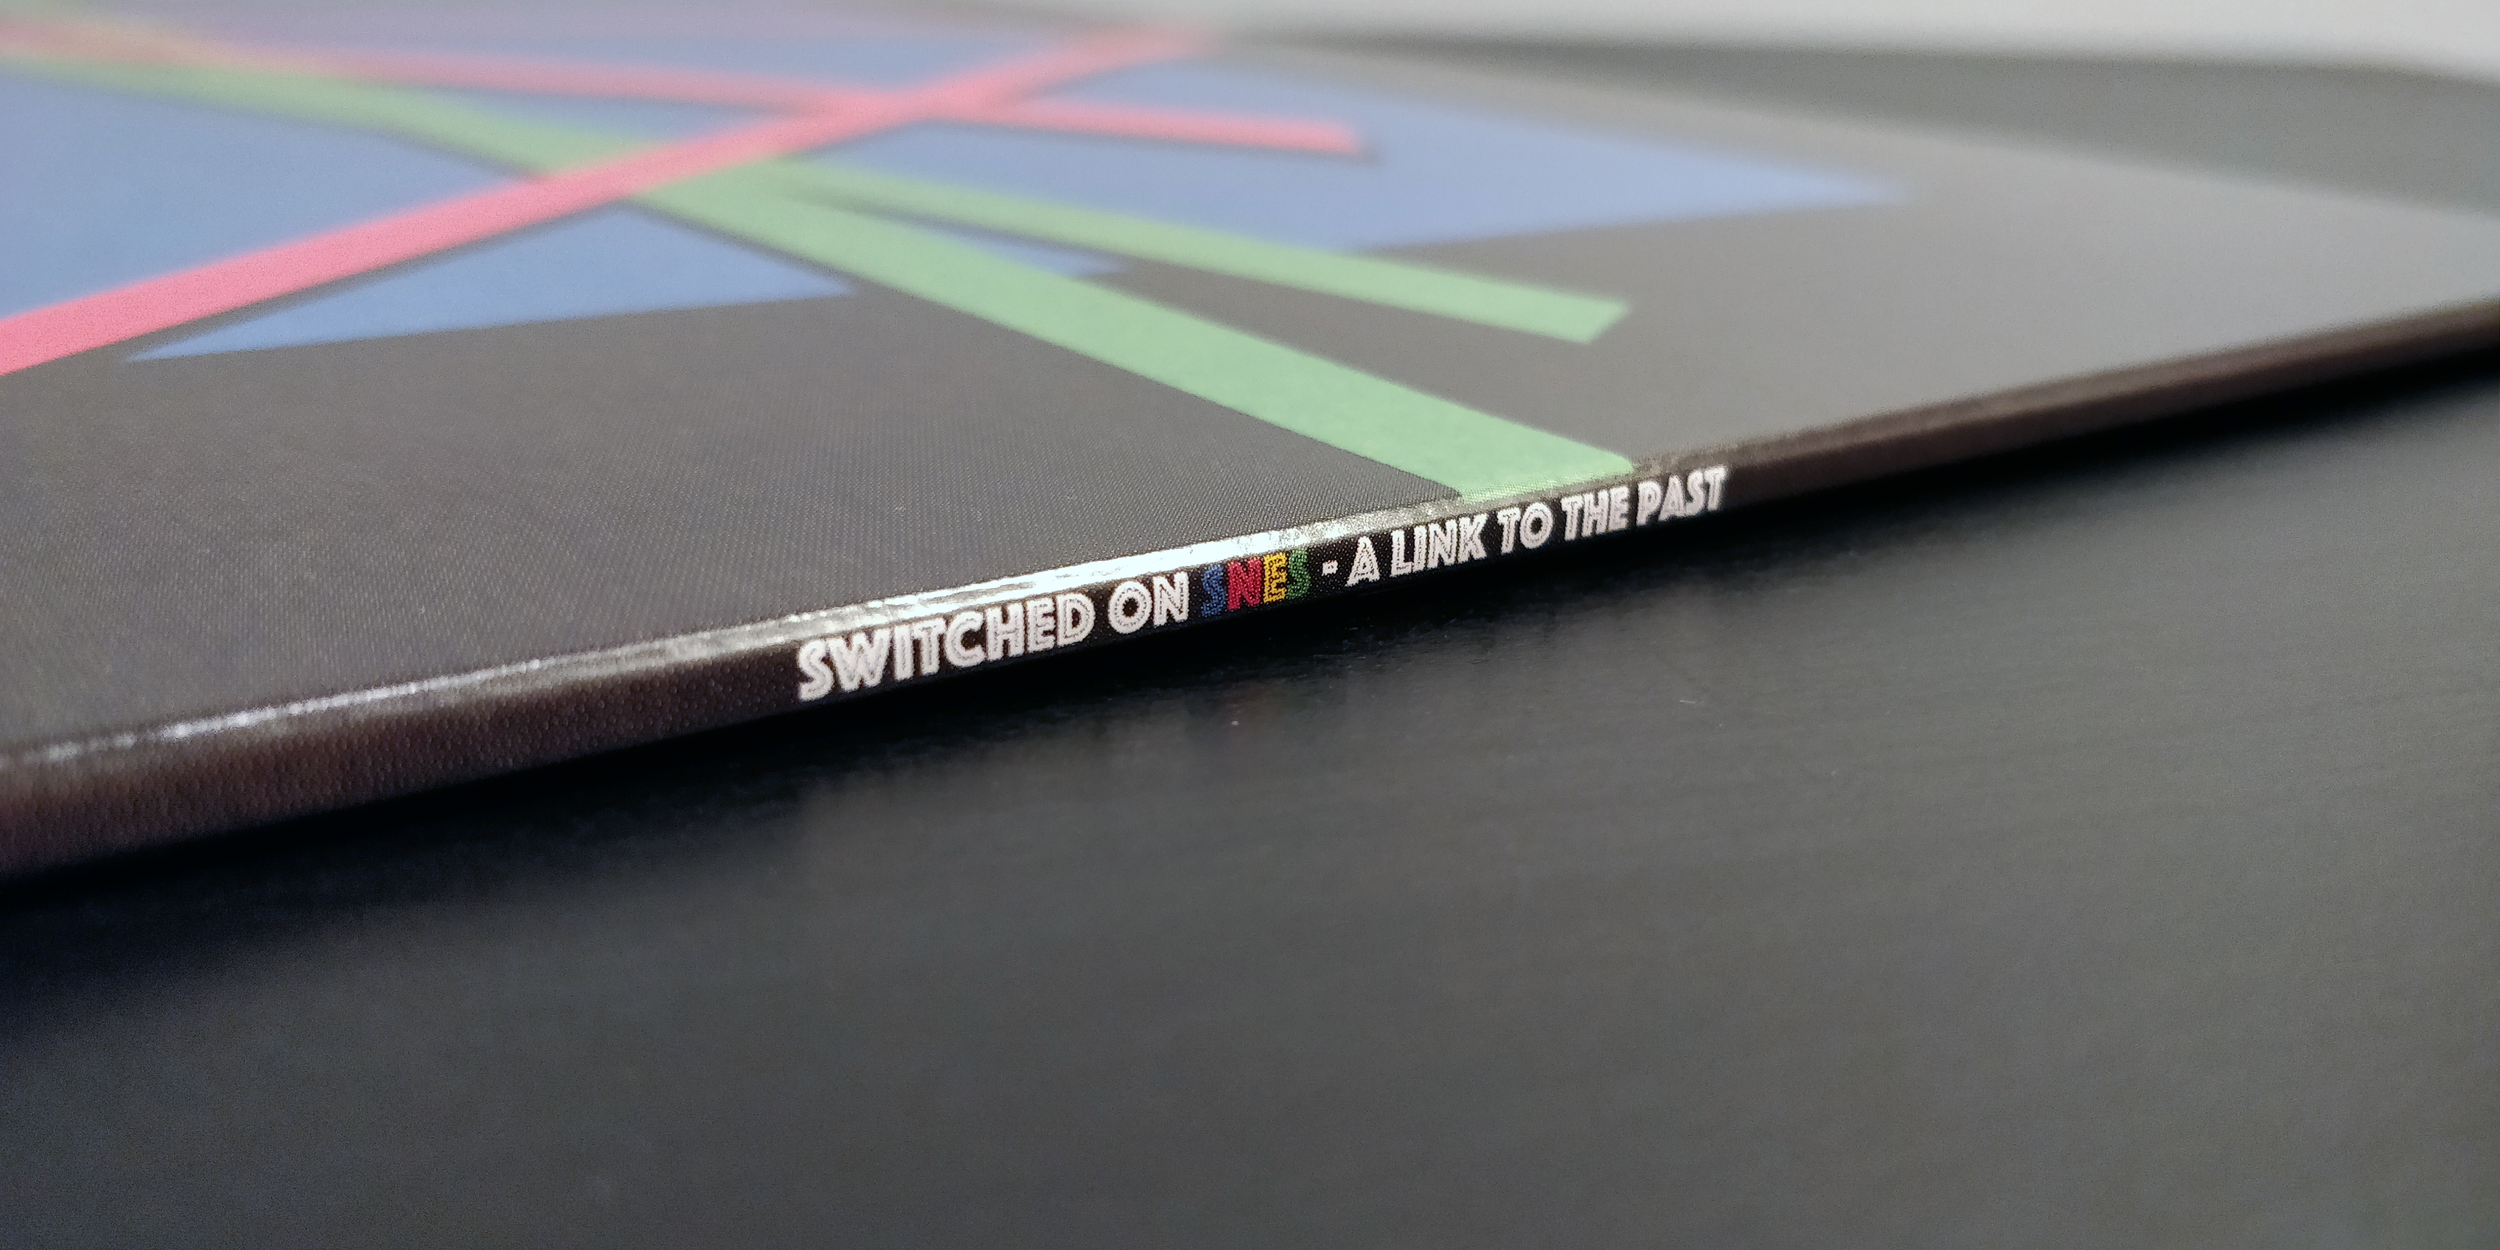 SWITCHED ON SNES - A LINK TO THE PAST